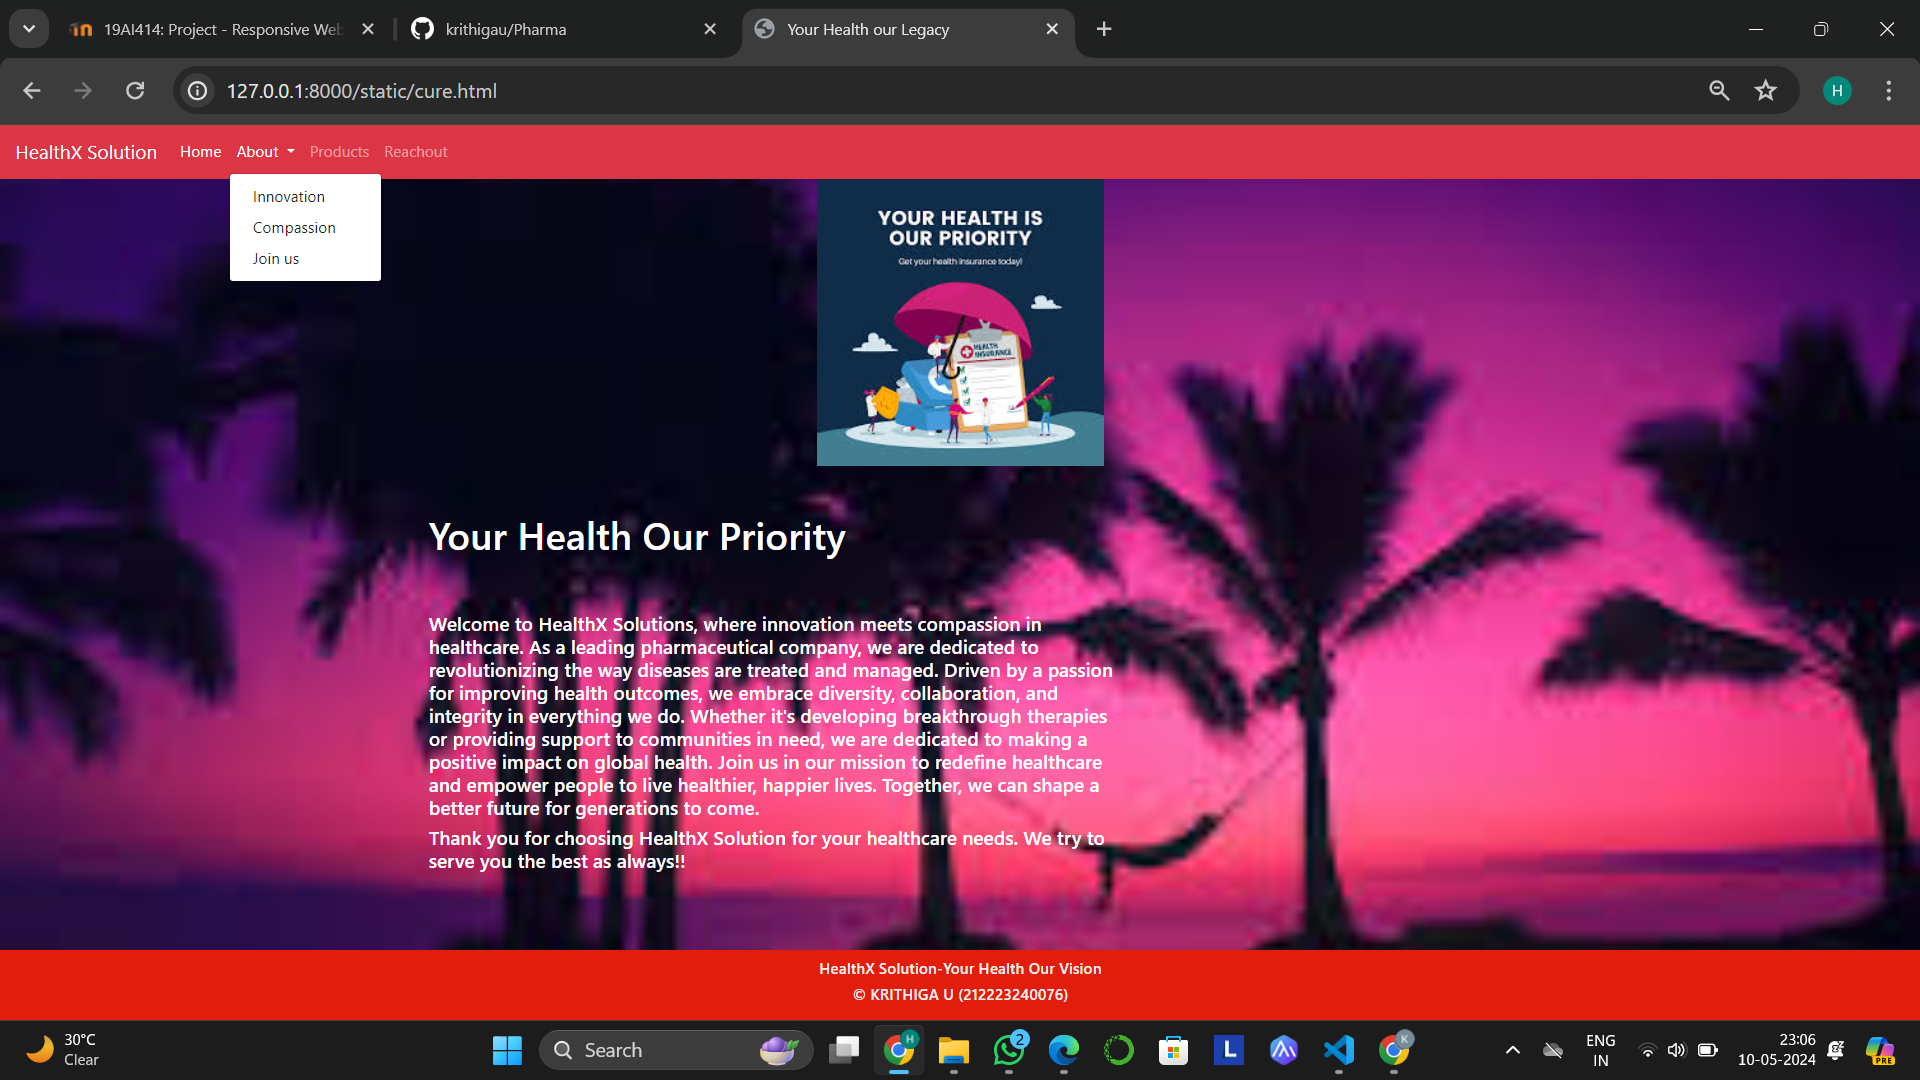 19AI414: Project - Responsive Web
krithigau/Pharma
Your Health our Legacy
127.0.0.1:8000/static/cure.html
H
HealthX Solution
Home
About
Products
Reachout
Innovation
Compassion
Join us
YOUR HEALTH IS
OUR PRIORITY
Get your health insurance today!
HEALTH
INSURANCE
Your Health Our Priority
Welcome to HealthX Solutions, where innovation meets compassion in
healthcare. As a leading pharmaceutical company, we are dedicated to
revolutionizing the way diseases are treated and managed. Driven by a passion
for improving health outcomes, we embrace diversity, collaboration, and
integrity in everything we do. Whether it's developing breakthrough therapies
or providing support to communities in need, we are dedicated to making a
positive impact on global health. Join us in our mission to redefine healthcare
and empower people to live healthier, happier lives. Together, we can shape a
better future for generations to come.
Thank you for choosing HealthX Solution for your healthcare needs. We try to
serve you the best as always!!
HealthX Solution-Your Health Our Vision
© KRITHIGA U (212223240076)
30°C
Clear
Search
H
2
L
K
ENG
IN
23:06
10-05-2024
PRE